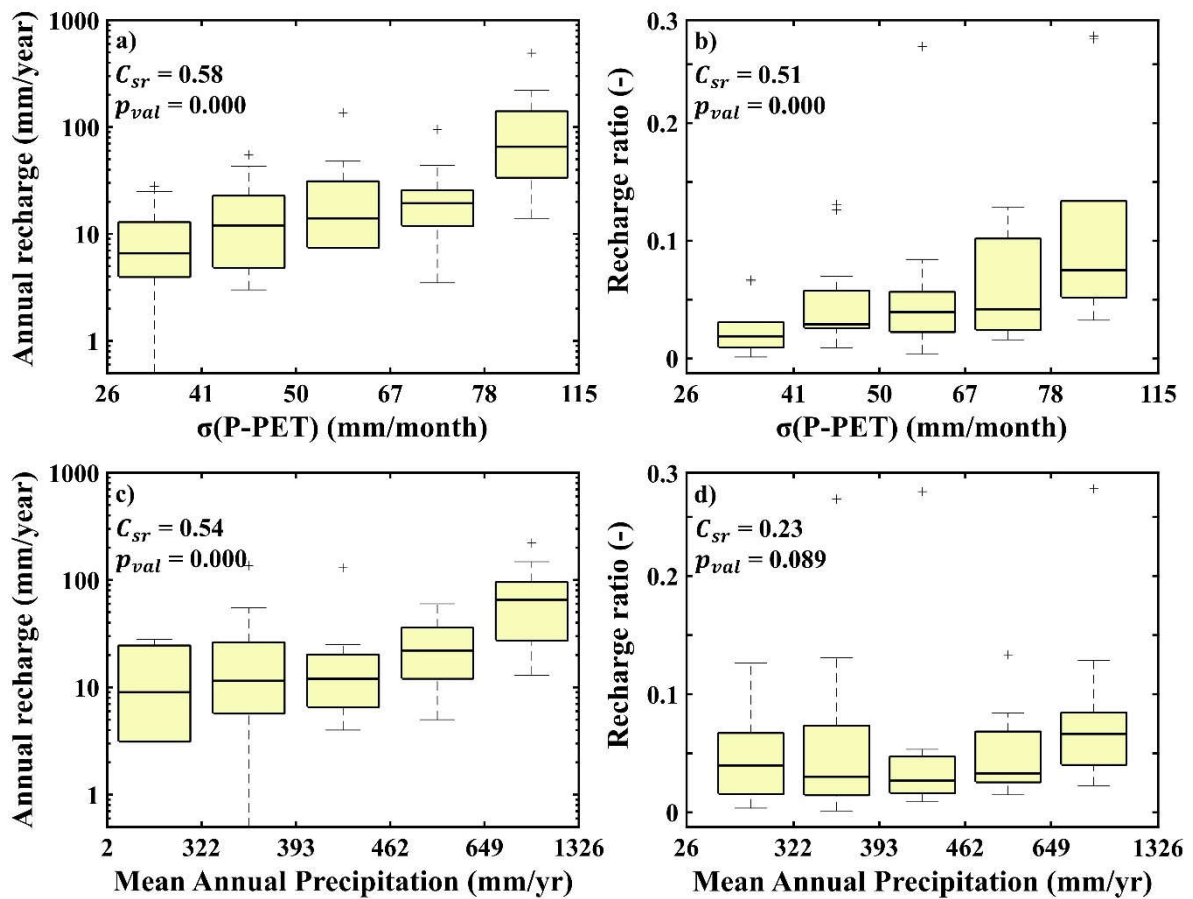 a)
C_sr = 0.58
p_val = 0.000
1000
100
10
1
Annual recharge (mm/year)
26 41 50 67 78 115
σ(P-PET) (mm/month)
b)
C_sr = 0.51
p_val = 0.000
0.3
0.2
0.1
0
Recharge ratio (-)
26 41 50 67 78 115
σ(P-PET) (mm/month)
c)
C_sr = 0.54
p_val = 0.000
1000
100
10
1
Annual recharge (mm/year)
2 322 393 462 649 1326
Mean Annual Precipitation (mm/yr)
d)
C_sr = 0.23
p_val = 0.089
0.3
0.2
0.1
0
Recharge ratio (-)
26 322 393 462 649 1326
Mean Annual Precipitation (mm/yr)